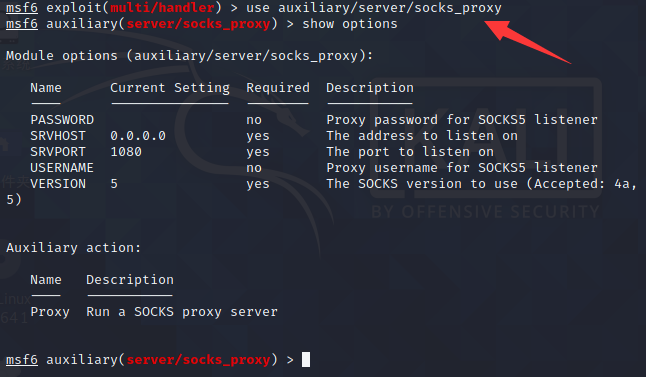 msf6 exploit(multi/handler) > use auxiliary/server/socks_proxy
msf6 auxiliary(server/socks_proxy) > show options
Module options (auxiliary/server/socks_proxy):
Name Current Setting Required Description
---- --------------- -------- -----------
PASSWORD no Proxy password for SOCKS5 listener
SRVHOST 0.0.0.0 yes The address to listen on
SRVPORT 1080 yes The port to listen on
USERNAME no Proxy username for SOCKS5 listener
VERSION 5 yes The SOCKS version to use (Accepted: 4a,
5)
KALI
BY OFFENSIVE SECURITY
Auxiliary action:
Name Description
---- -----------
Proxy Run a SOCKS proxy server
msf6 auxiliary(server/socks_proxy) >